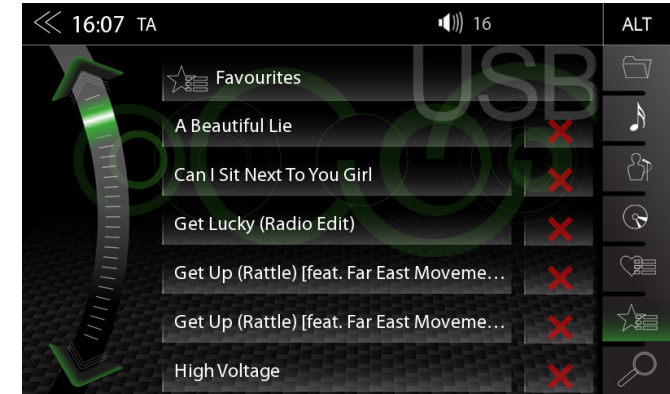 16:07 TA 16 ALT
USB
Favourites
A Beautiful Lie
Can I Sit Next To You Girl
Get Lucky (Radio Edit)
Get Up (Rattle) [feat. Far East Moveme...
Get Up (Rattle) [feat. Far East Moveme...
High Voltage